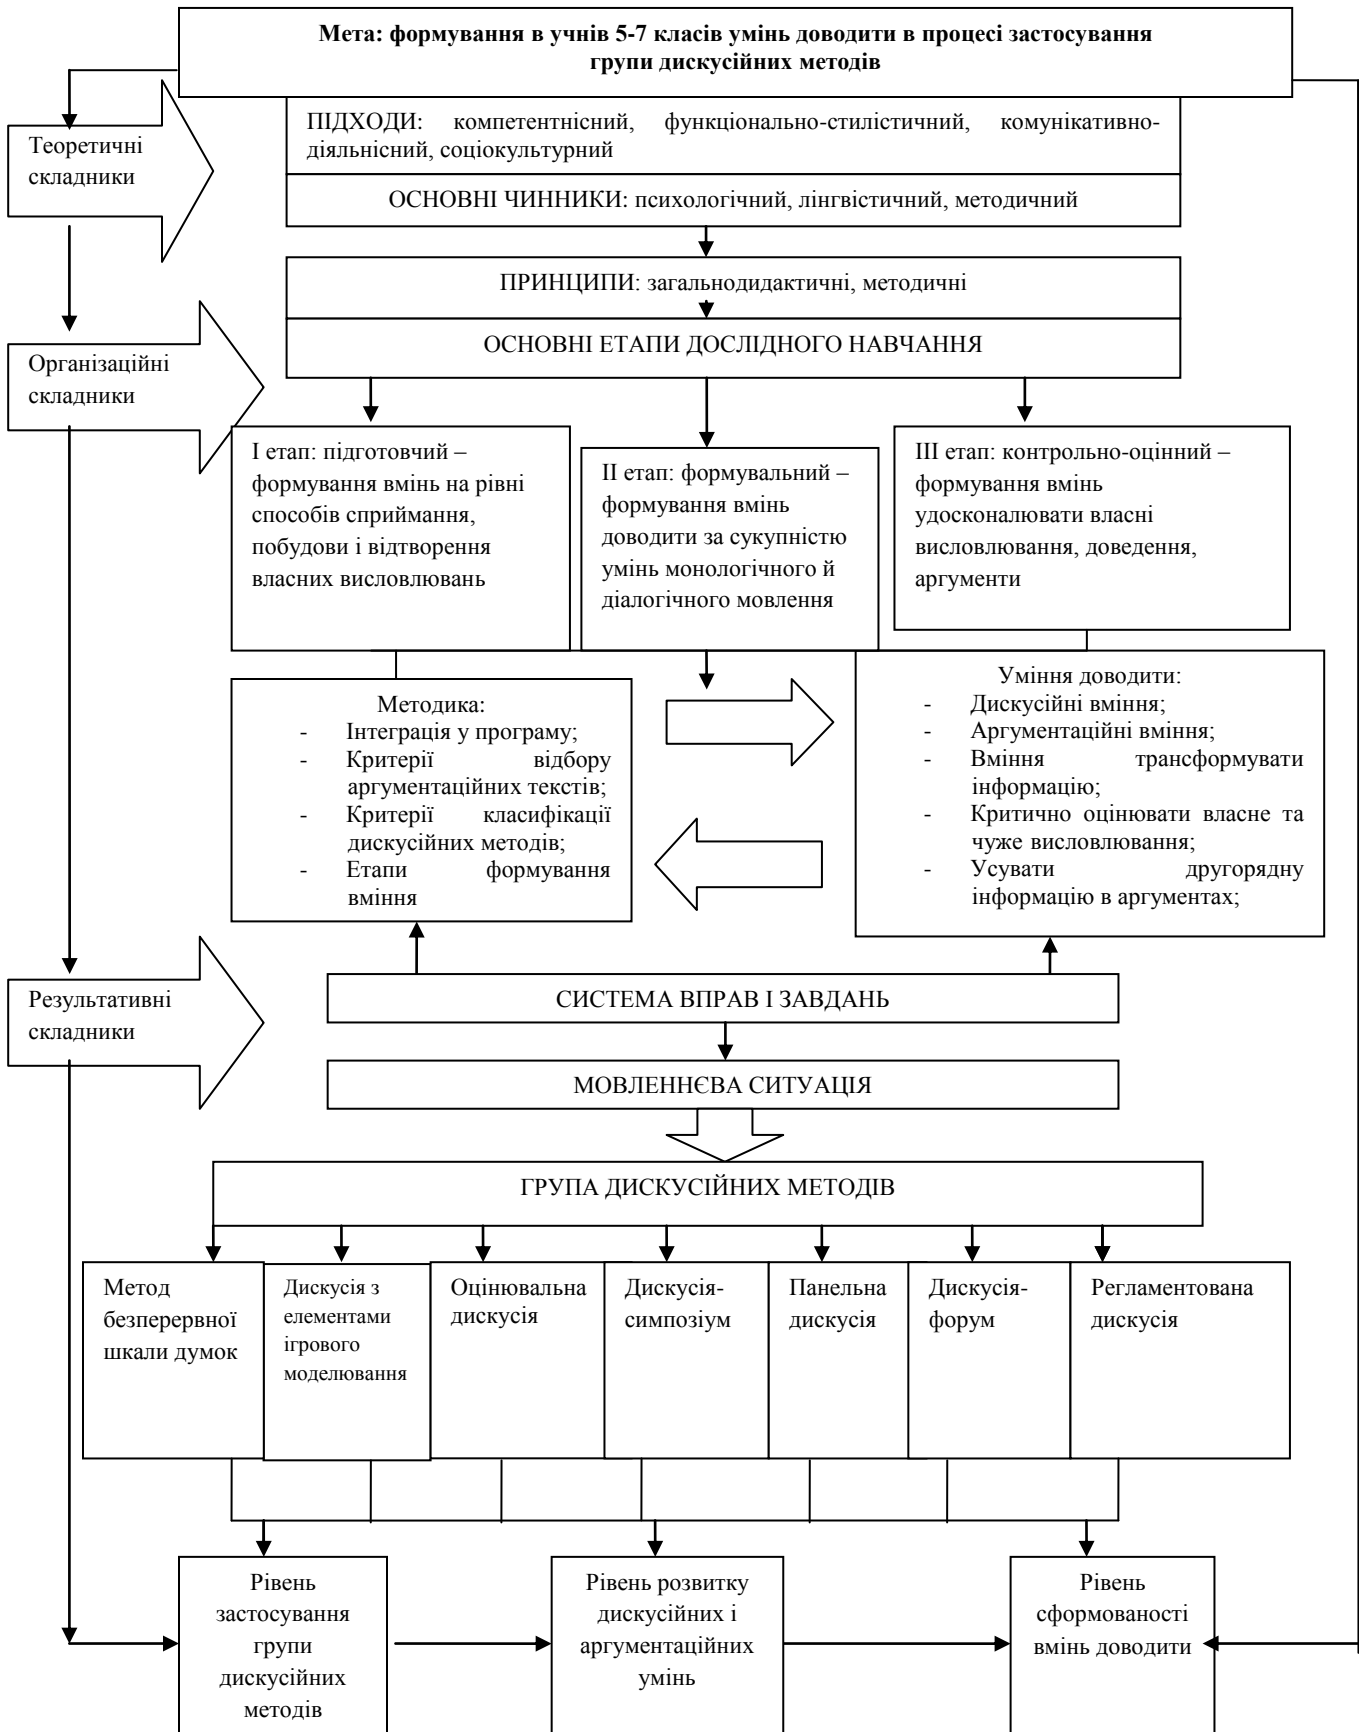 Мета: формування в учнів 5-7 класів умінь доводити в процесі застосування
групи дискусійних методів
ПІДХОДИ: компетентнісний, функціонально-стилістичний, комунікативно-
діяльнісний, соціокультурний
Теоретичні
складники
ОСНОВНІ ЧИННИКИ: психологічний, лінгвістичний, методичний
ПРИНЦИПИ: загальнодидактичні, методичні
ОСНОВНІ ЕТАПИ ДОСЛІДНОГО НАВЧАННЯ
Організаційні
складники
І етап: підготовчий –
формування вмінь на рівні
способів сприймання,
побудови і відтворення
власних висловлювань
ІІ етап: формувальний –
формування вмінь
доводити за сукупністю
умінь монологічного й
діалогічного мовлення
ІІІ етап: контрольно-оцінний –
формування вмінь
удосконалювати власні
висловлювання, доведення,
аргументи
Методика:
- Інтеграція у програму;
- Критерії відбору
аргументаційних текстів;
- Критерії класифікації
дискусійних методів;
- Етапи формування
вміння
Уміння доводити:
- Дискусійні вміння;
- Аргументаційні вміння;
- Вміння трансформувати
інформацію;
- Критично оцінювати власне та
чуже висловлювання;
- Усувати другорядну
інформацію в аргументах;
Результативні
складники
СИСТЕМА ВПРАВ І ЗАВДАНЬ
МОВЛЕННЄВА СИТУАЦІЯ
ГРУПА ДИСКУСІЙНИХ МЕТОДІВ
Метод
безперервної
шкали думок
Дискусія з
елементами
ігрового
моделювання
Оцінювальна
дискусія
Дискусія-
симпозіум
Панельна
дискусія
Дискусія-
форум
Регламентована
дискусія
Рівень
застосування
групи
дискусійних
методів
Рівень розвитку
дискусійних і
аргументаційних
умінь
Рівень
сформованості
вмінь доводити